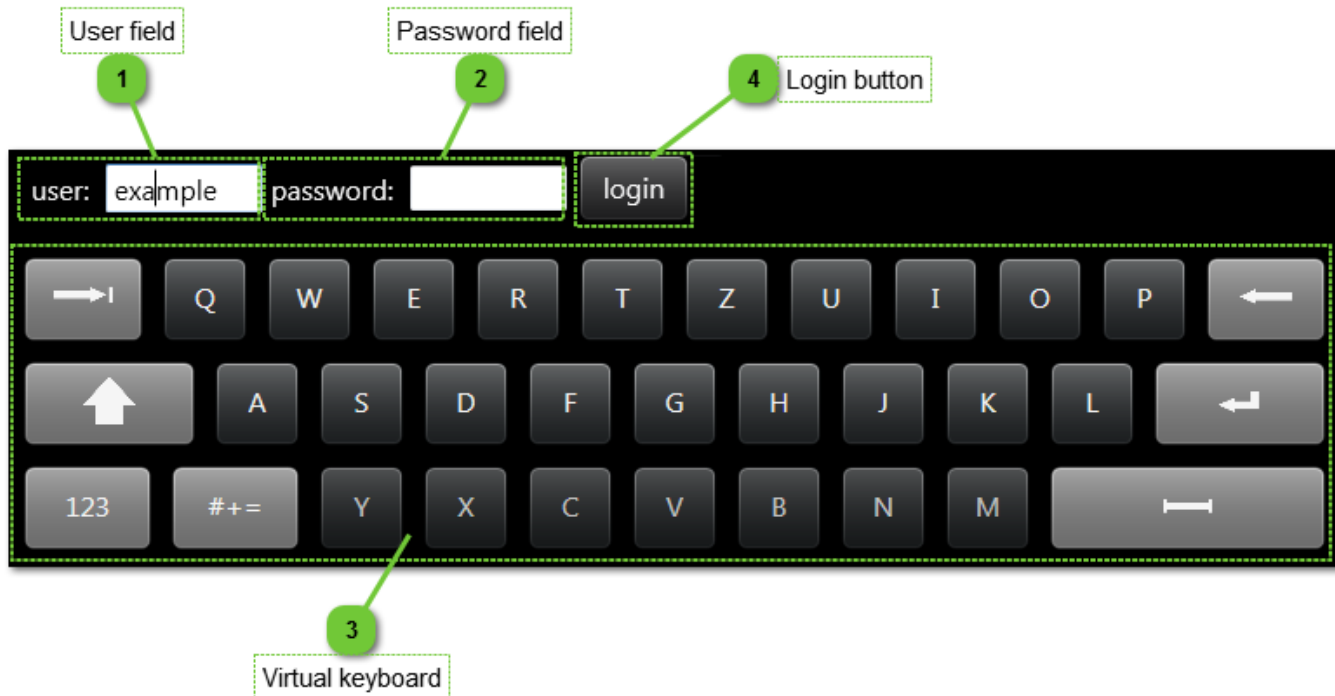 User field
Password field
1
2
4 Login button
user: example password: login
Q W E R T Z U I O P
A S D F G H J K L
123 #+= Y X C V B N M
3
Virtual keyboard